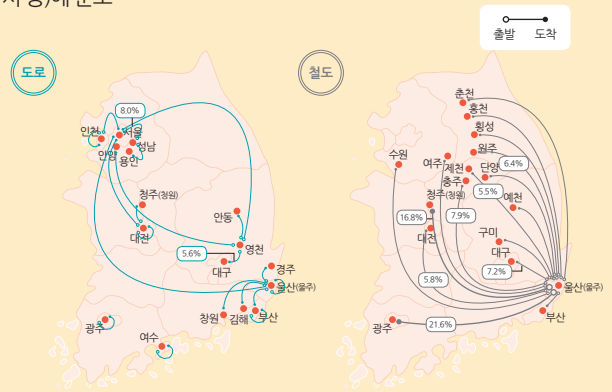 출발 도착
도로
8.0%
인천
서울
안양
성남
용인
청주(청원)
대전
안동
영천
5.6%
대구
경주
울산(울주)
창원
김해
부산
광주
여수
철도
춘천
홍천
횡성
원주
수원
여주
6.4%
제천
단양
충주
5.5%
청주(청원)
예천
16.8%
7.9%
대전
구미
대구
7.2%
5.8%
울산(울주)
부산
광주
21.6%